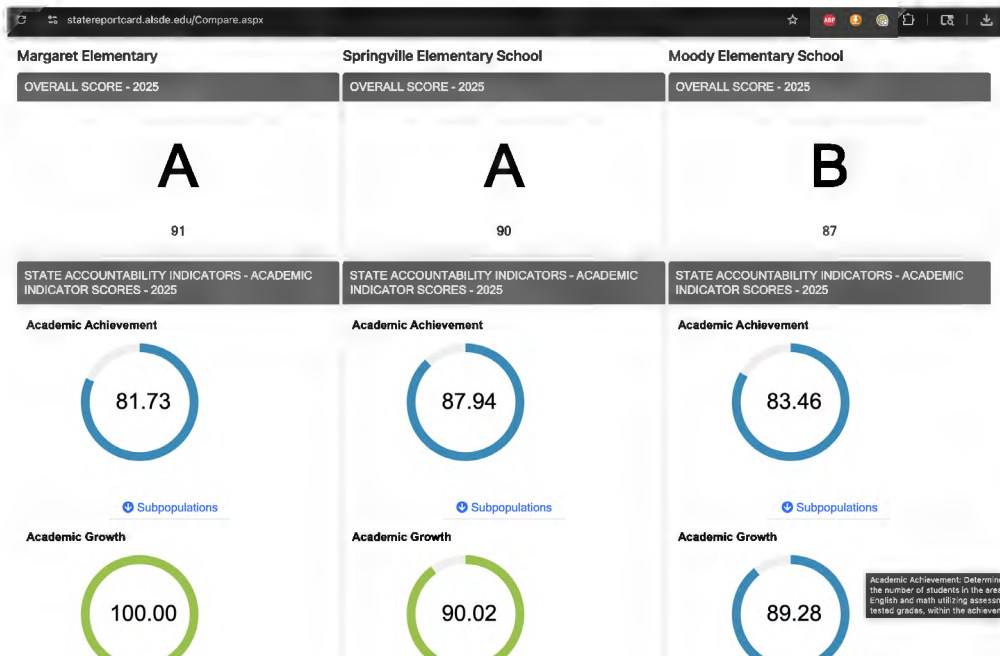 statereportcard.alsde.edu/Compare.aspx
ABP
Margaret Elementary
Springville Elementary School
Moody Elementary School
OVERALL SCORE - 2025
OVERALL SCORE - 2025
OVERALL SCORE - 2025
A
A
B
91
90
87
STATE ACCOUNTABILITY INDICATORS - ACADEMIC
INDICATOR SCORES - 2025
STATE ACCOUNTABILITY INDICATORS - ACADEMIC
INDICATOR SCORES - 2025
STATE ACCOUNTABILITY INDICATORS - ACADEMIC
INDICATOR SCORES - 2025
Academic Achievement
Academic Achievement
Academic Achievement
81.73
87.94
83.46
Subpopulations
Subpopulations
Subpopulations
Academic Growth
Academic Growth
Academic Growth
100.00
90.02
89.28
Academic Achievement: Determin
the number of students in the area
English and math utilizing assessm
tested grades, within the achievem